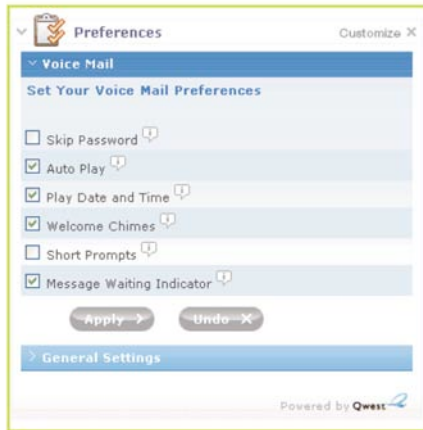 Preferences Customize X
Voice Mail
Set Your Voice Mail Preferences
Skip Password
Auto Play
Play Date and Time
Welcome Chimes
Short Prompts
Message Waiting Indicator
Apply > Undo X
General Settings
Powered by Qwest